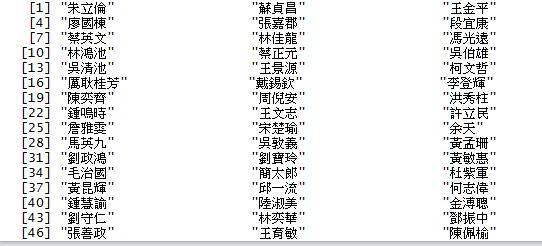 [1] "朱立倫" "蘇貞昌" "王金平"
[4] "廖國棟" "張嘉郡" "段宜康"
[7] "蔡英文" "林佳龍" "馮光遠"
[10] "林鴻池" "蔡正元" "吳伯雄"
[13] "吳清池" "王景源" "柯文哲"
[16] "厲耿桂芳" "戴錫欽" "李登輝"
[19] "陳奕齊" "周倪安" "洪秀柱"
[22] "鍾鳴時" "王文志" "許立民"
[25] "詹雅雯" "宋楚瑜" "余天"
[28] "馬英九" "吳敦義" "黃孟珊"
[31] "劉政鴻" "劉寶玲" "黃敏惠"
[34] "毛治國" "簡太郎" "杜紫軍"
[37] "黃昆輝" "邱一流" "何志偉"
[40] "鍾慧諭" "陸淑美" "金溥聰"
[43] "劉守仁" "林奕華" "鄧振中"
[46] "張善政" "王育敏" "陳佩榆"